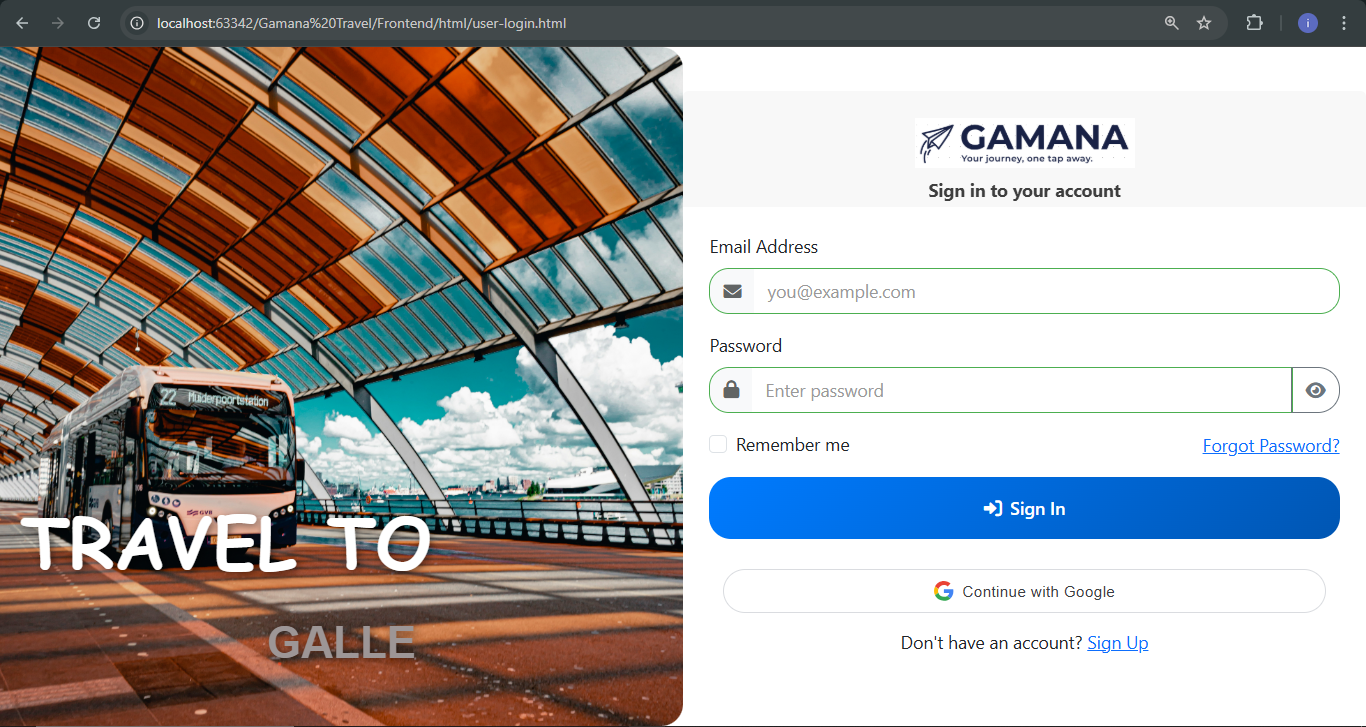 localhost:63342/Gamana%20Travel/Frontend/html/user-login.html
i
GAMANA
Your journey, one tap away.
Sign in to your account
Email Address
you@example.com
Password
Enter password
Remember me
Forgot Password?
Sign In
Continue with Google
Don't have an account? Sign Up
22 Muiderpoortstation
GVB
TRAVEL TO
GALLE